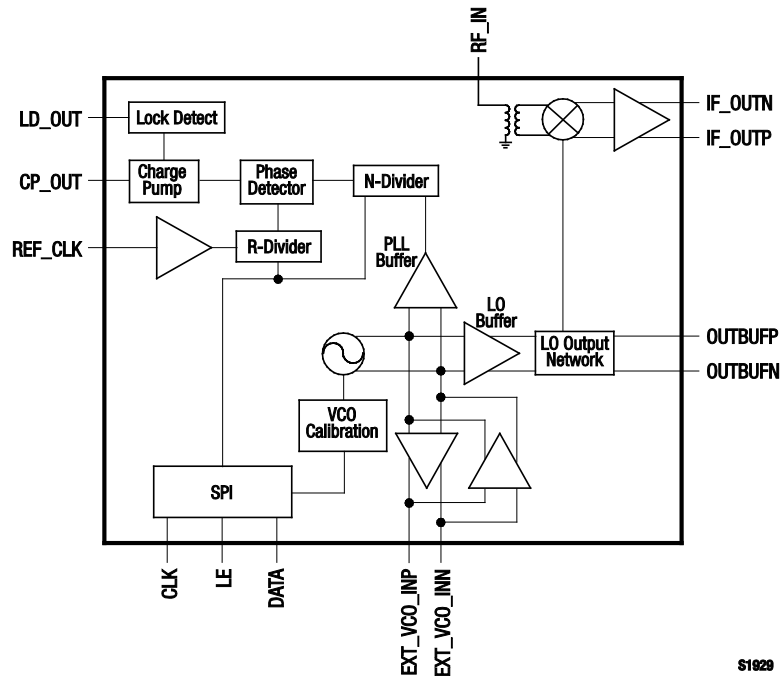 RF_IN
LD_OUT
Lock Detect
IF_OUTN
IF_OUTP
CP_OUT
Charge
Pump
Phase
Detector
N-Divider
REF_CLK
R-Divider
PLL
Buffer
LO
Buffer
LO Output
Network
OUTBUFP
OUTBUFN
VCO
Calibration
SPI
CLK
LE
DATA
EXT_VCO_INP
EXT_VCO_INN
S1929